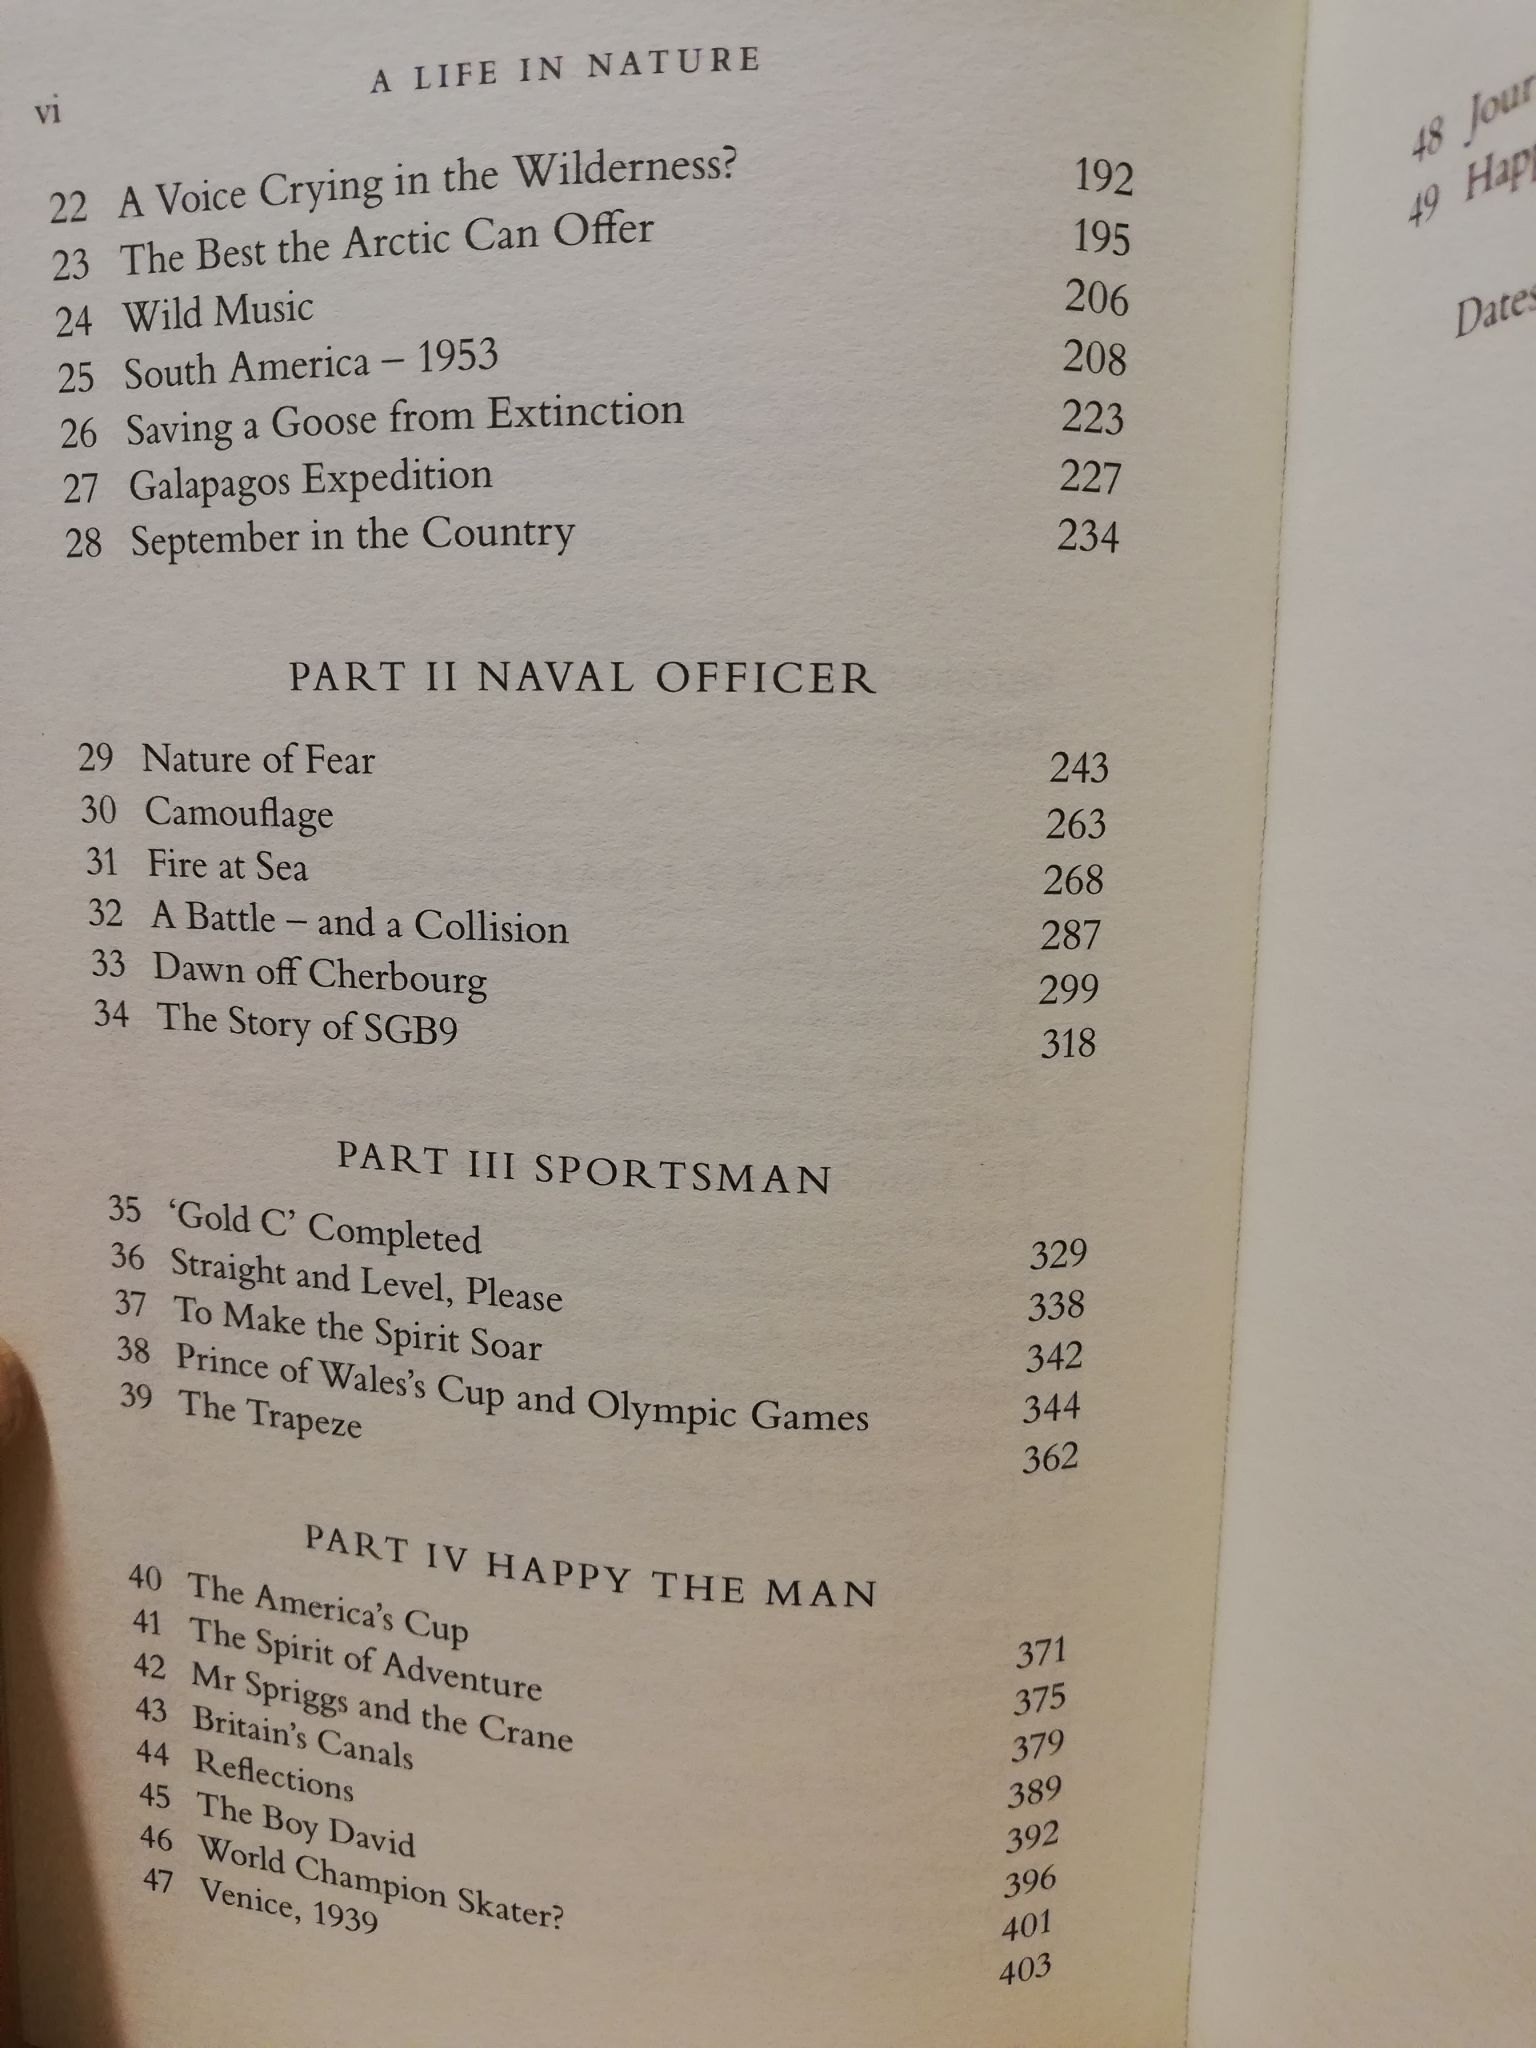 vi
A LIFE IN NATURE
22 A Voice Crying in the Wilderness? 192
23 The Best the Arctic Can Offer 195
24 Wild Music 206
25 South America – 1953 208
26 Saving a Goose from Extinction 223
27 Galapagos Expedition 227
28 September in the Country 234
PART II NAVAL OFFICER
29 Nature of Fear 243
30 Camouflage 263
31 Fire at Sea 268
32 A Battle – and a Collision 287
33 Dawn off Cherbourg 299
34 The Story of SGB9 318
PART III SPORTSMAN
35 ‘Gold C’ Completed 329
36 Straight and Level, Please 338
37 To Make the Spirit Soar 342
38 Prince of Wales’s Cup and Olympic Games 344
39 The Trapeze 362
PART IV HAPPY THE MAN
40 The America’s Cup 371
41 The Spirit of Adventure 375
42 Mr Spriggs and the Crane 379
43 Britain’s Canals 389
44 Reflections 392
45 The Boy David 396
46 World Champion Skater? 401
47 Venice, 1939 403
48
49
Dates